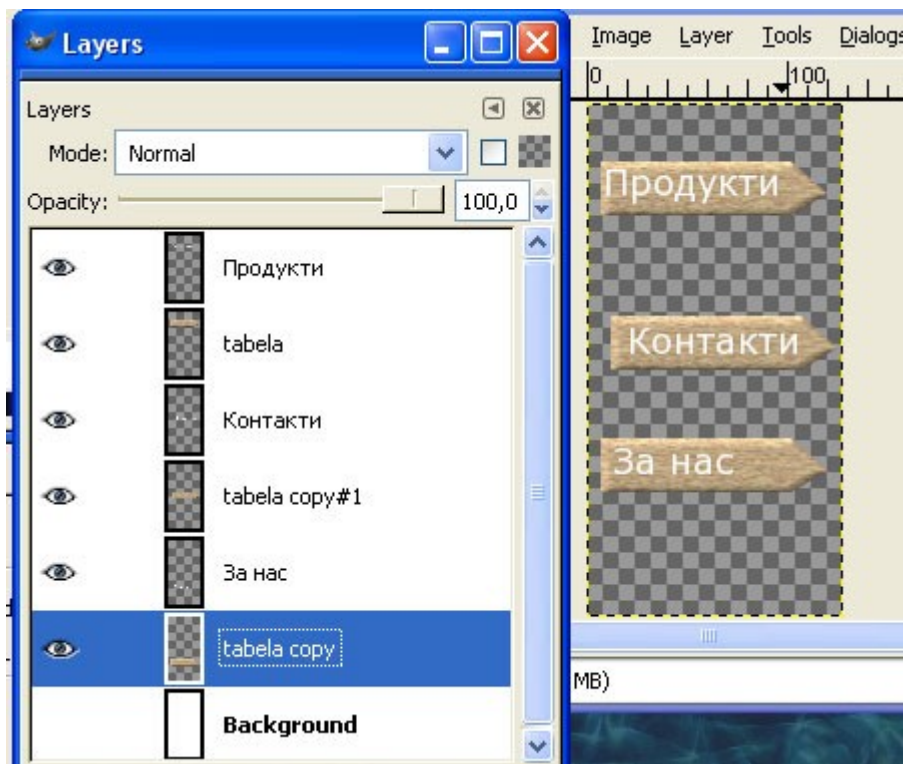 Layers
Layers
Mode: Normal
Opacity: 100,0
Продукти
tabela
Контакти
tabela copy#1
За нас
tabela copy
Background
Image Layer Tools Dialogs
0 100
Продукти
Контакти
За нас
MB)